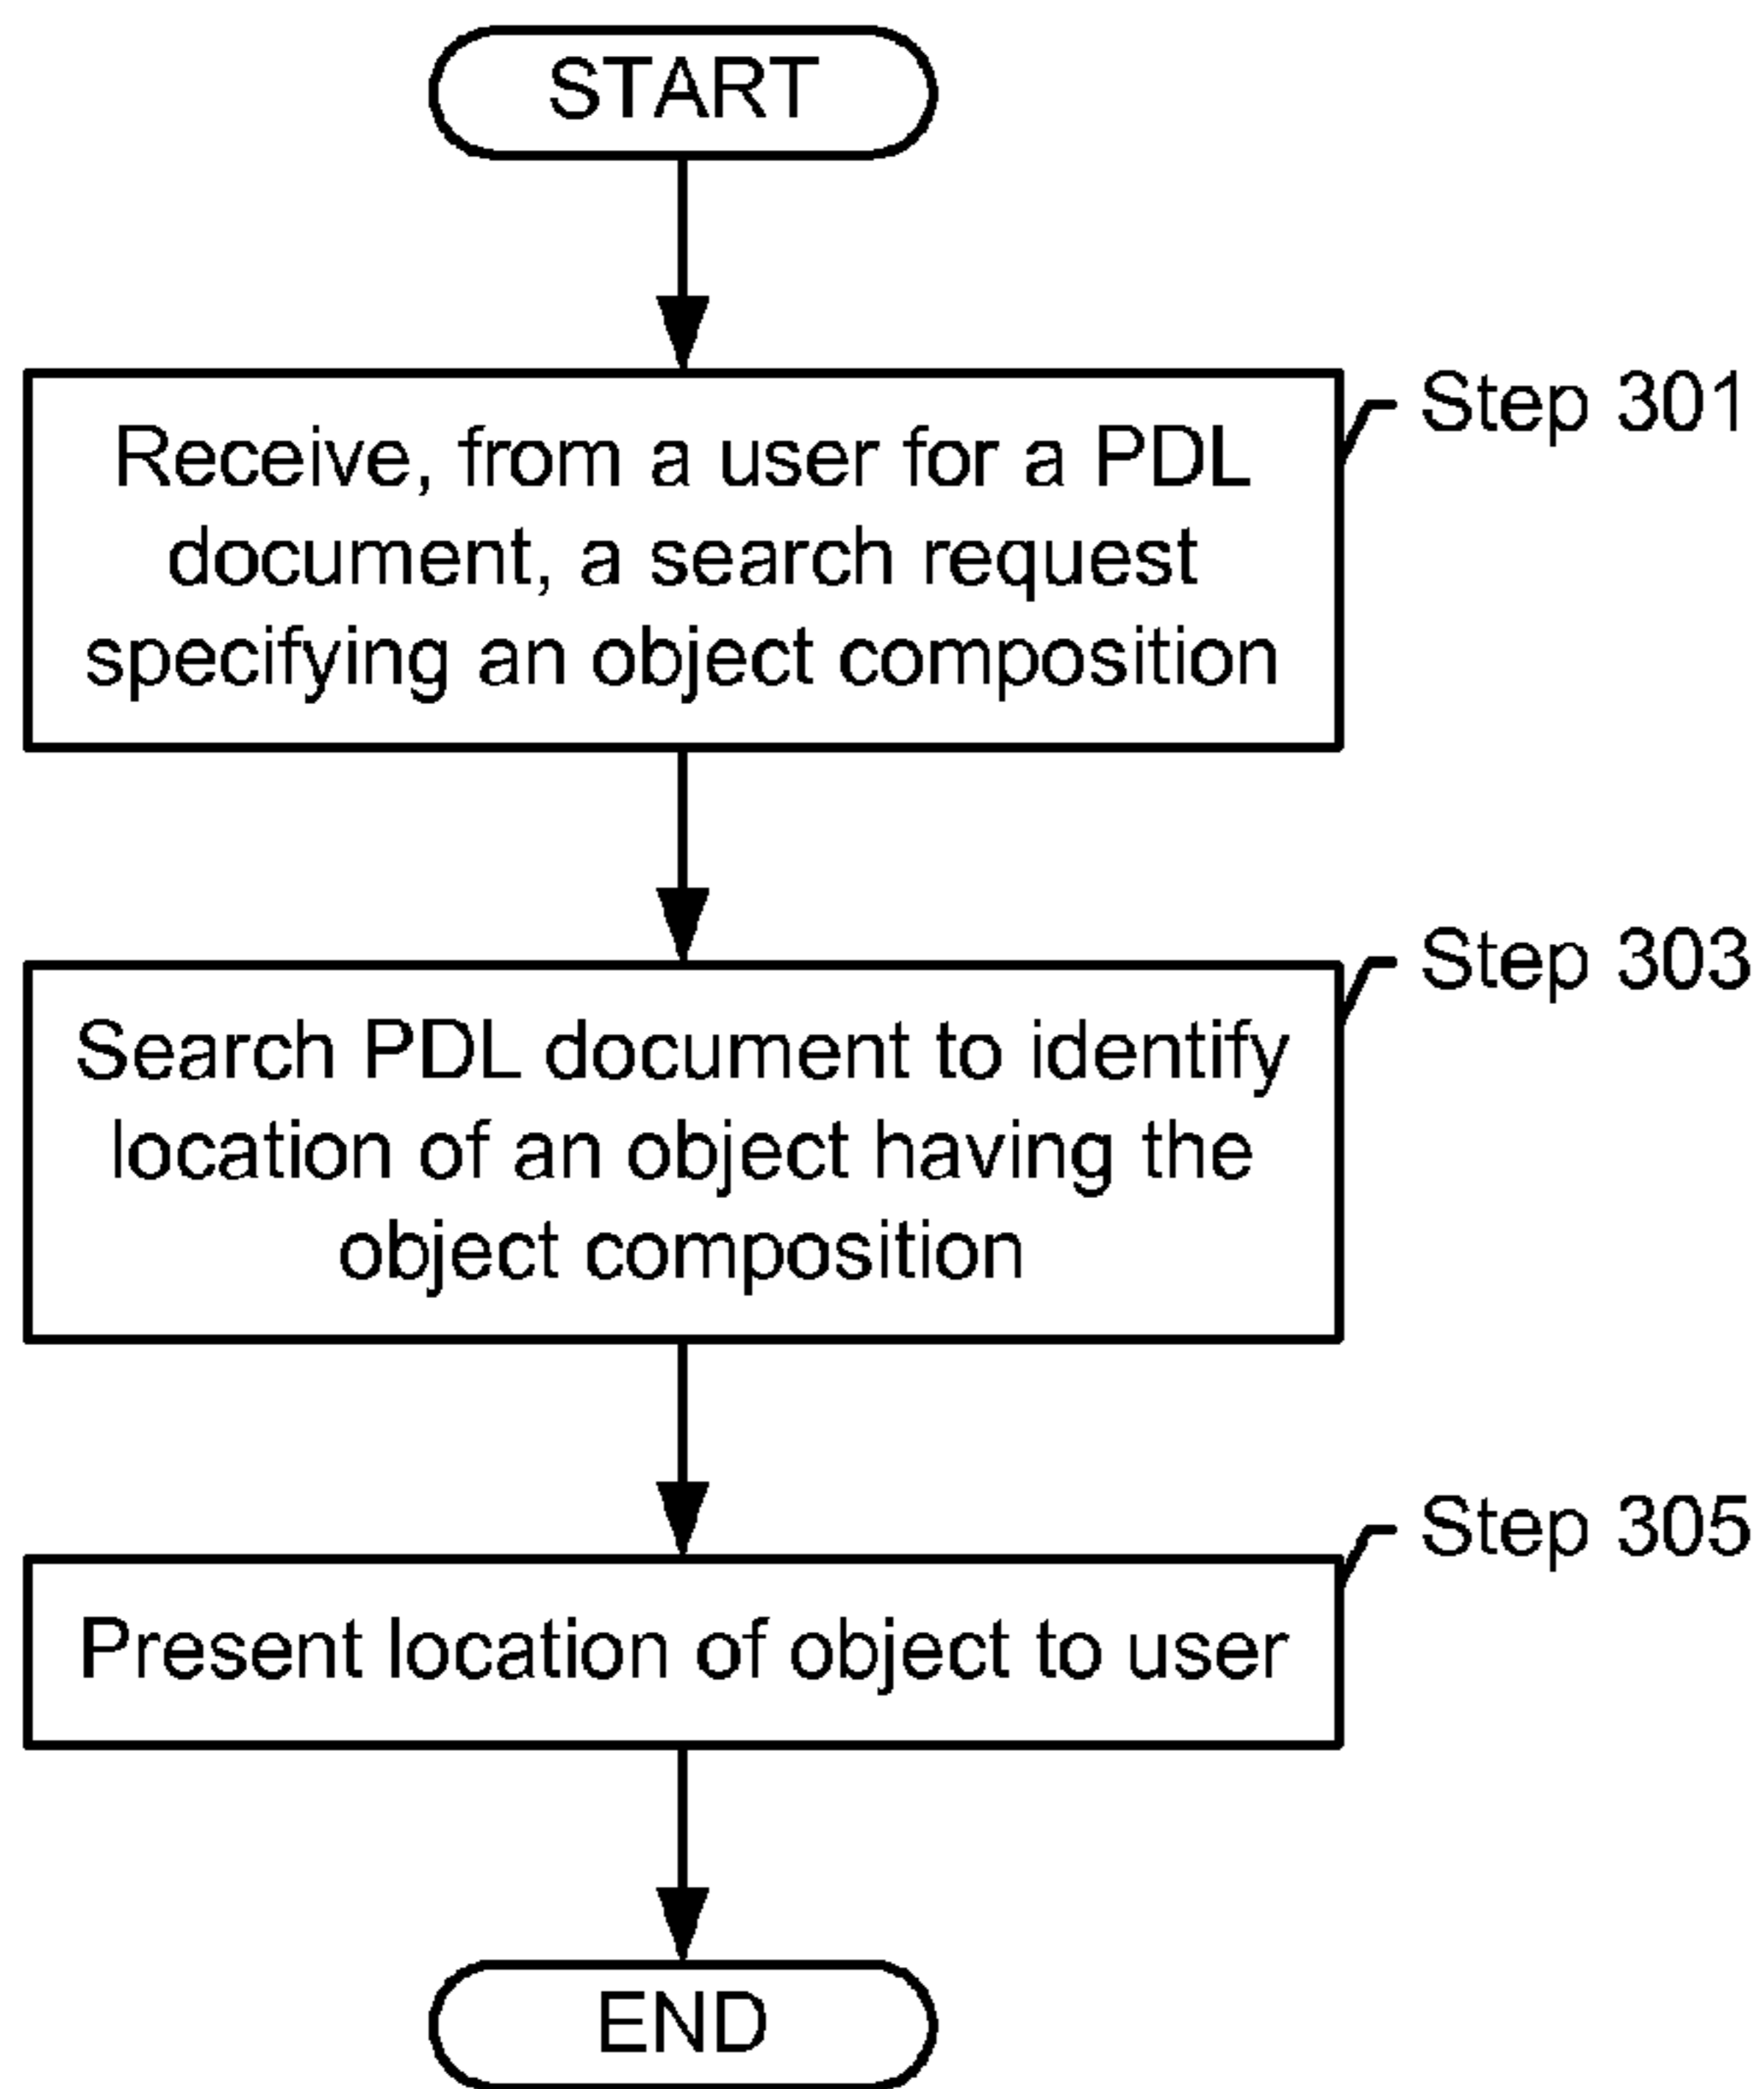 START
Step 301
Receive, from a user for a PDL
document, a search request
specifying an object composition
Step 303
Search PDL document to identify
location of an object having the
object composition
Step 305
Present location of object to user
END